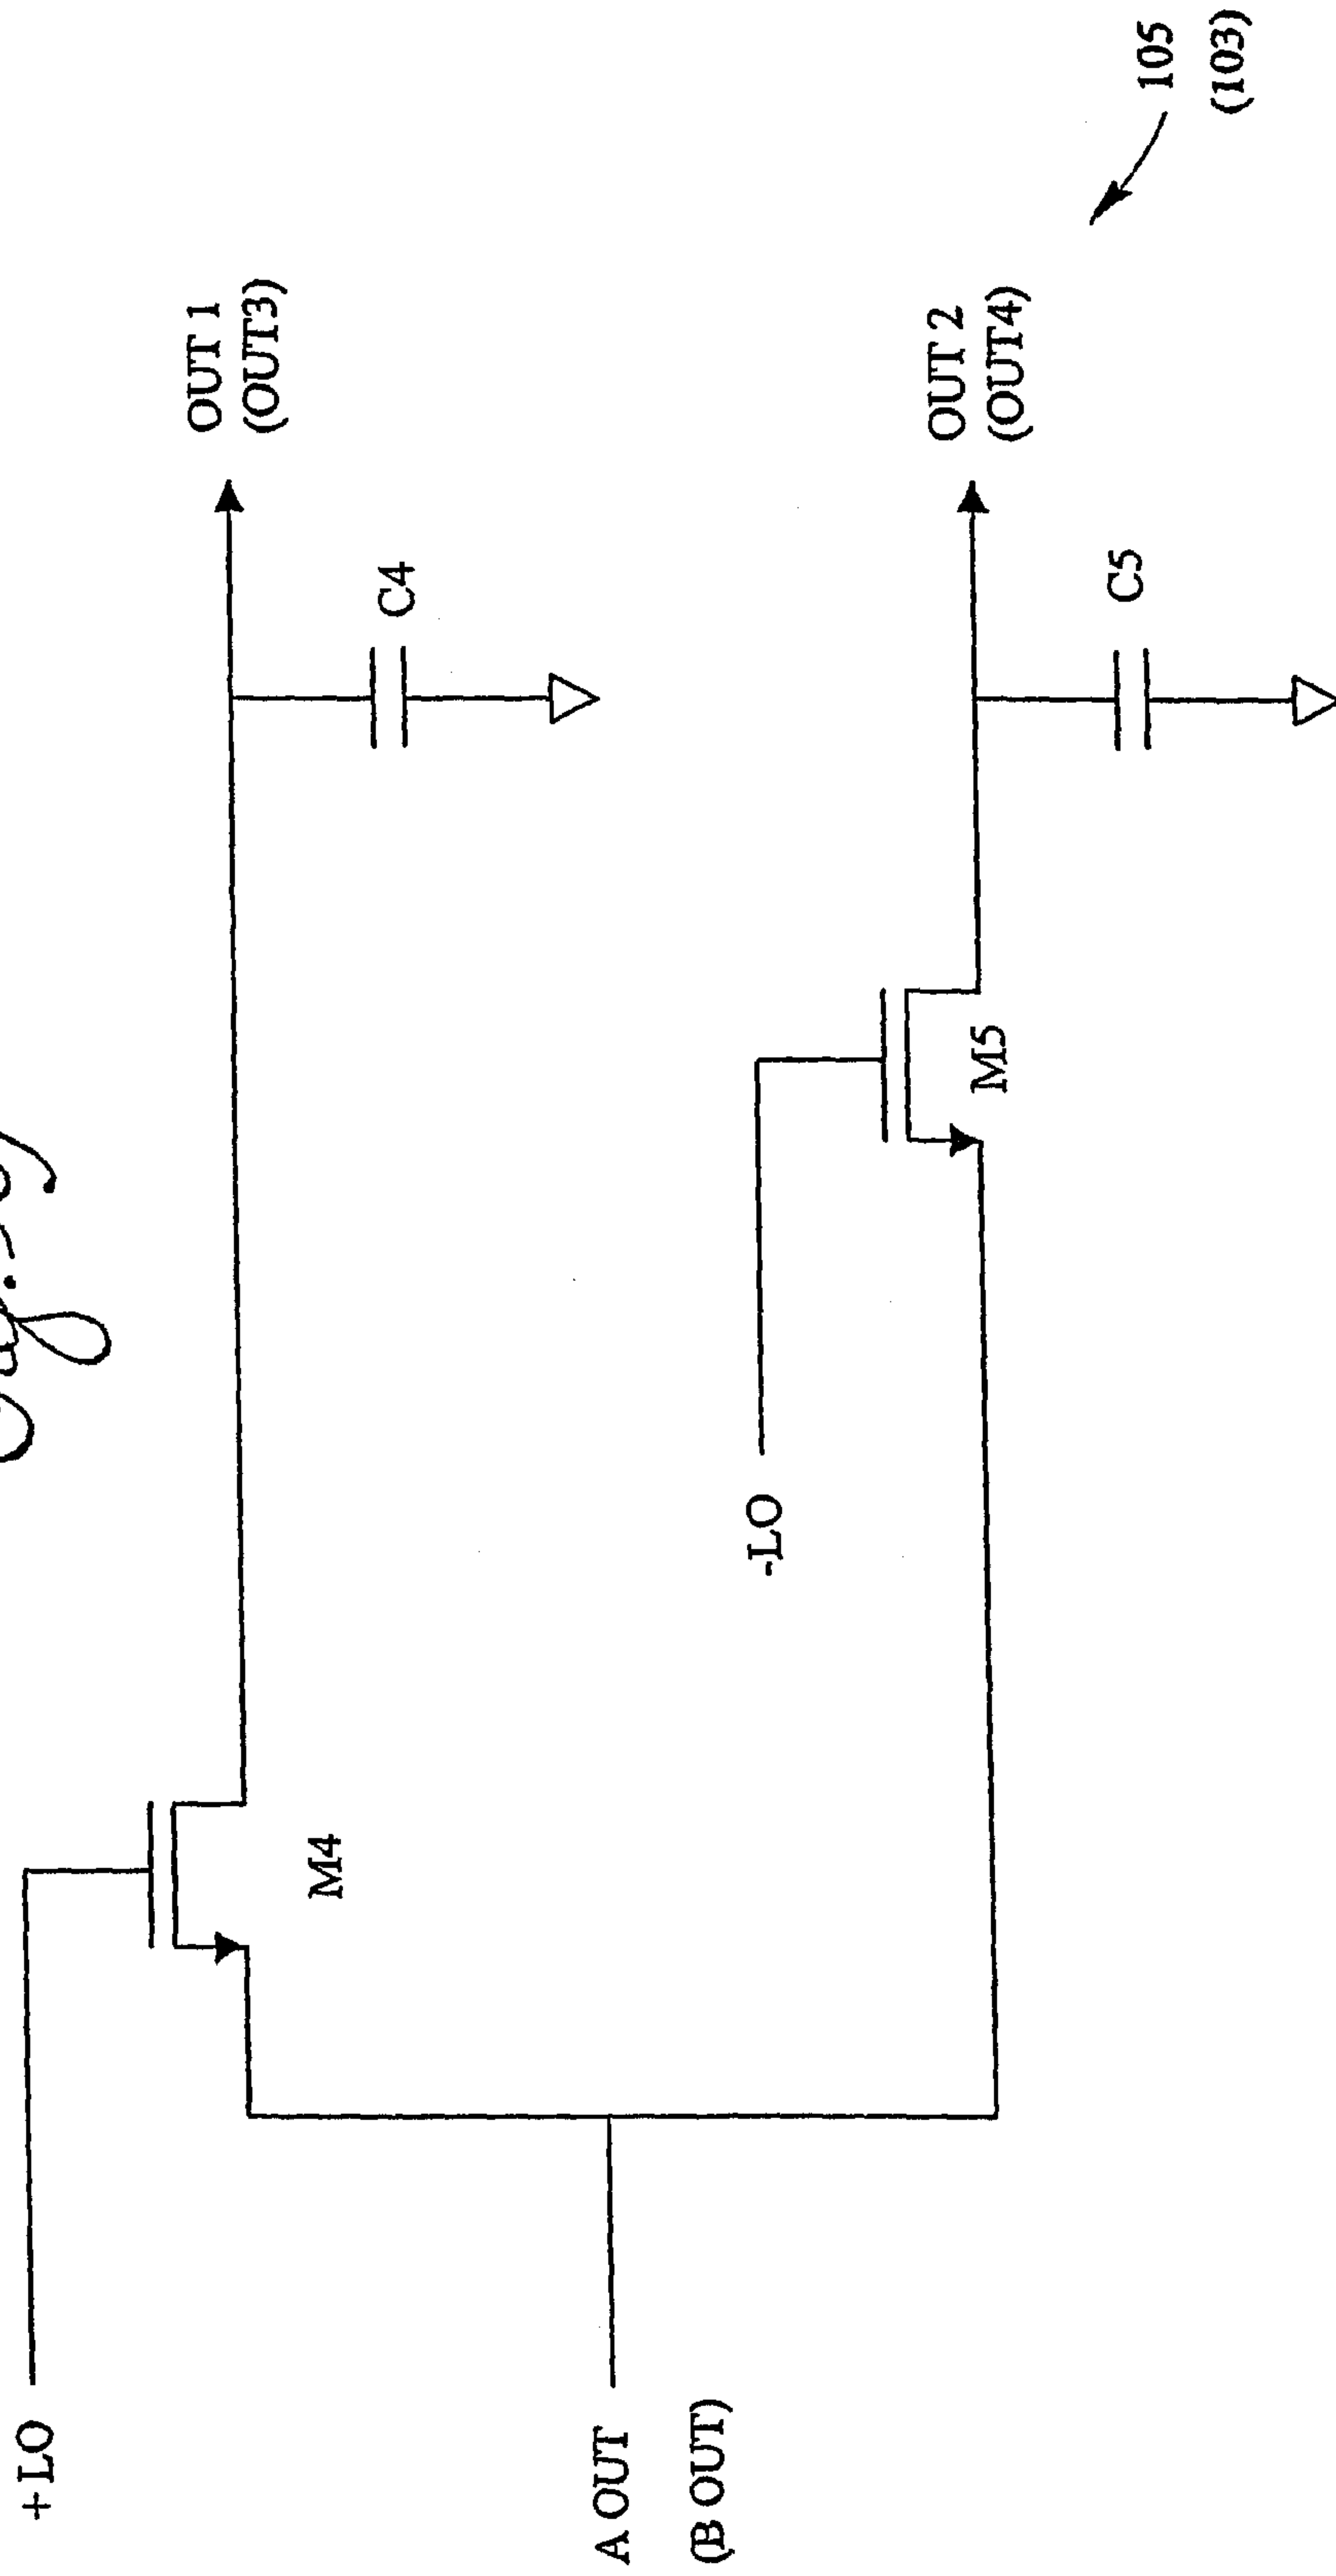 +LO
M4
OUT 1
(OUT3)
C4
A OUT
(B OUT)
-LO
M5
OUT 2
(OUT4)
C5
105
(103)